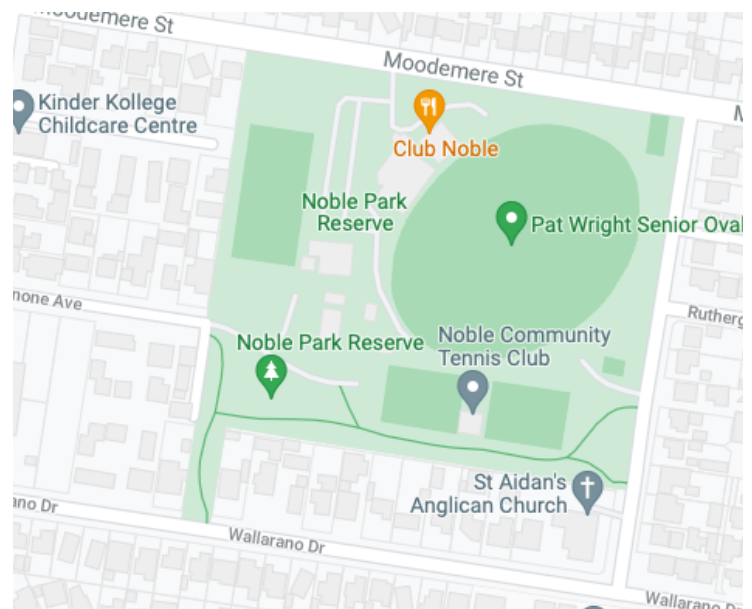 Moodemere St
Moodemere St
M
Kinder Kollege
Childcare Centre
Club Noble
Noble Park
Reserve
Pat Wright Senior Oval
none Ave
Rutherg
Noble Park Reserve
Noble Community
Tennis Club
St Aidan's
Anglican Church
ano Dr
Wallarano Dr
Wallarano Dr